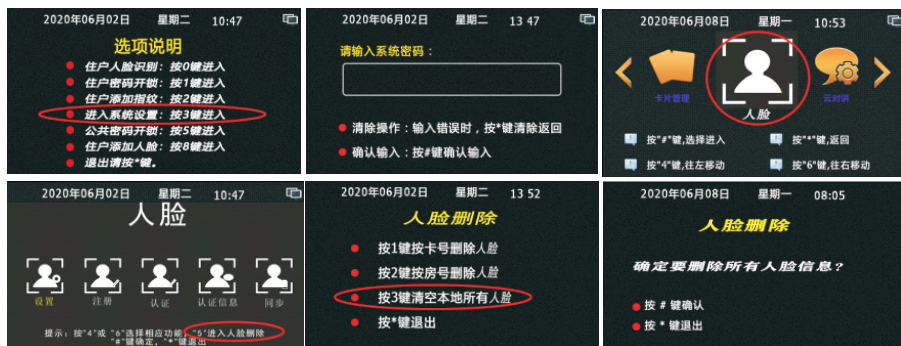 2020年06月02日 星期二 10:47
选项说明
住户人脸识别：按0键进入
住户密码开锁：按1键进入
住户添加指纹：按2键进入
进入系统设置：按3键进入
公共密码开锁：按5键进入
住户添加人脸：按8键进入
退出请按*键。
2020年06月02日 星期二 13 47
请输入系统密码：
清除操作：输入错误时，按*键清除返回
确认输入：按#键确认输入
2020年06月08日 星期一 10:53
卡片管理
人脸
云对讲
按"#"键,选择进入
按"*"键,返回
按"4"键,往左移动
按"6"键,往右移动
2020年06月02日 星期二 10:47
人脸
设置 注册 认证 认证信息 同步
提示：按"4"或 "6"选择相应功能，"5"进入人脸删除
"#"键确定，"*"键退出
2020年06月02日 星期二 13 52
人脸删除
按1键按卡号删除人脸
按2键按房号删除人脸
按3键清空本地所有人脸
按*键退出
2020年06月08日 星期一 08:05
人脸删除
确定要删除所有人脸信息？
按 # 键确认
按 * 键退出